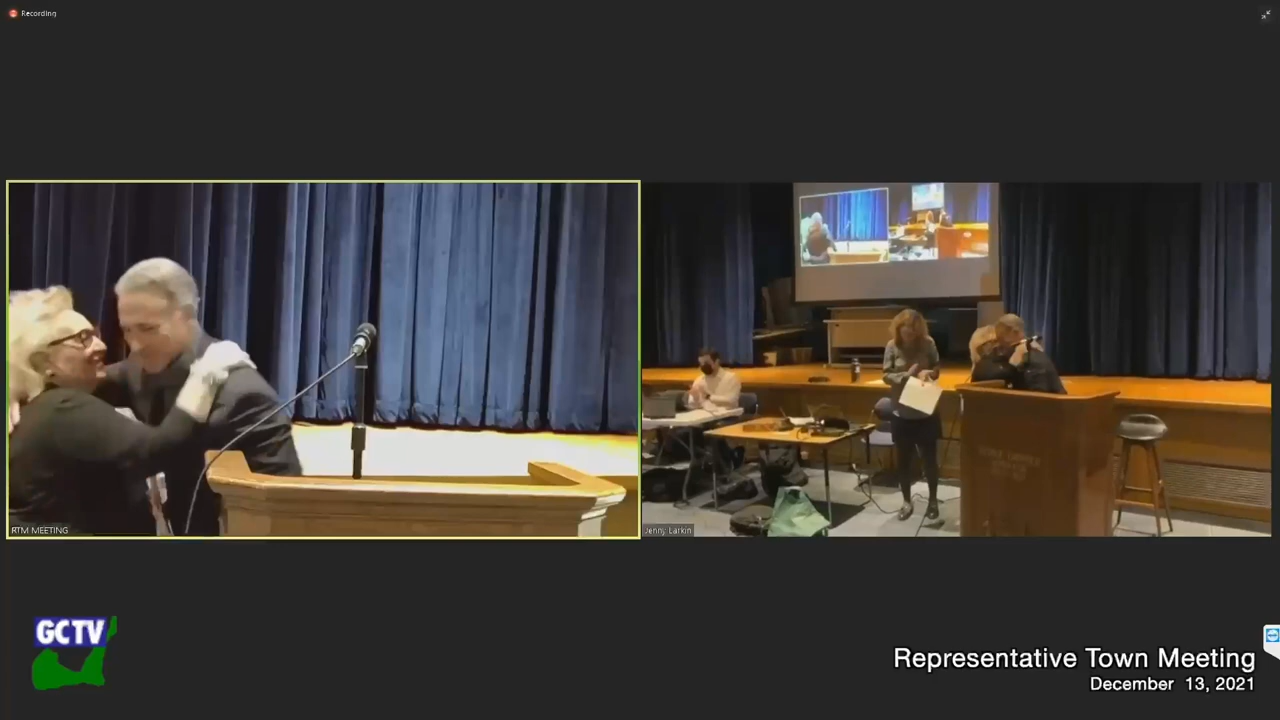 Recording
RTM MEETING
Jenny Larkin
GCTV
Representative Town Meeting
December 13, 2021